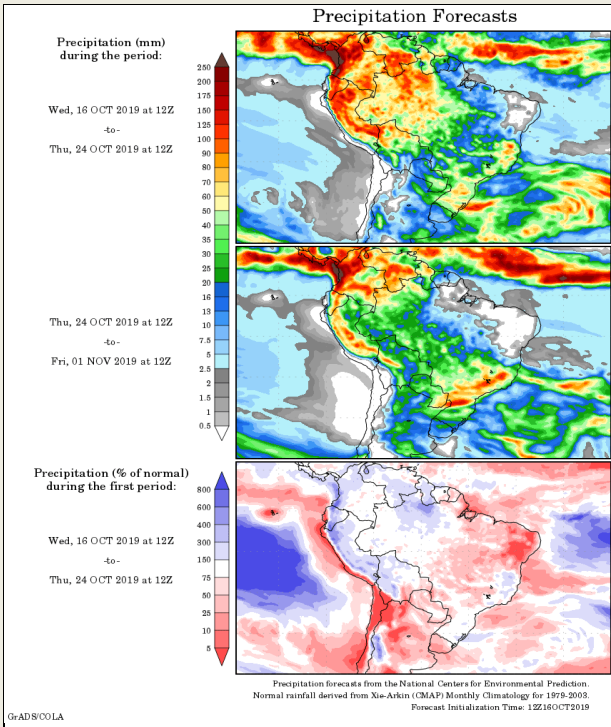 Precipitation Forecasts
Precipitation (mm)
during the period:
Wed, 16 OCT 2019 at 12Z
-to-
Thu, 24 OCT 2019 at 12Z
250
200
175
150
125
100
90
80
70
60
50
40
35
30
25
20
16
13
10
7.5
5
2.5
2
1.5
1
0.5
Thu, 24 OCT 2019 at 12Z
-to-
Fri, 01 NOV 2019 at 12Z
Precipitation (% of normal)
during the first period:
Wed, 16 OCT 2019 at 12Z
-to-
Thu, 24 OCT 2019 at 12Z
800
600
400
300
150
75
50
25
10
5
Precipitation forecasts from the National Centers for Environmental Prediction.
Normal rainfall derived from Xie-Arkin (CMAP) Monthly Climatology for 1979-2003.
Forecast Initialization Time: 12Z16OCT2019
GrADS/COLA